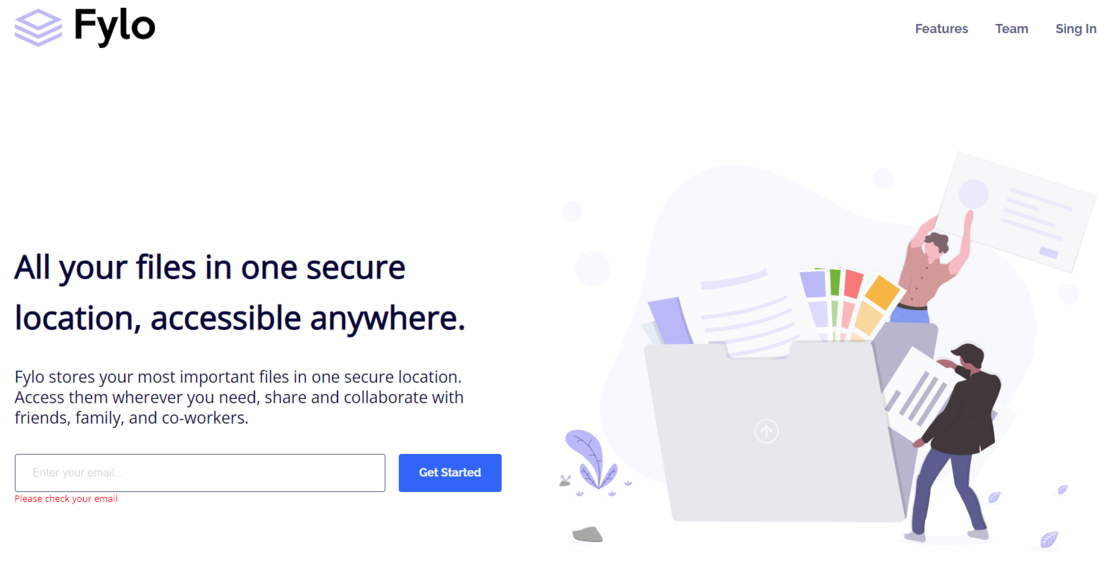 Fylo
Features
Team
Sing In
All your files in one secure
location, accessible anywhere.
Fylo stores your most important files in one secure location.
Access them wherever you need, share and collaborate with
friends, family, and co-workers.
Enter your email...
Get Started
Please check your email